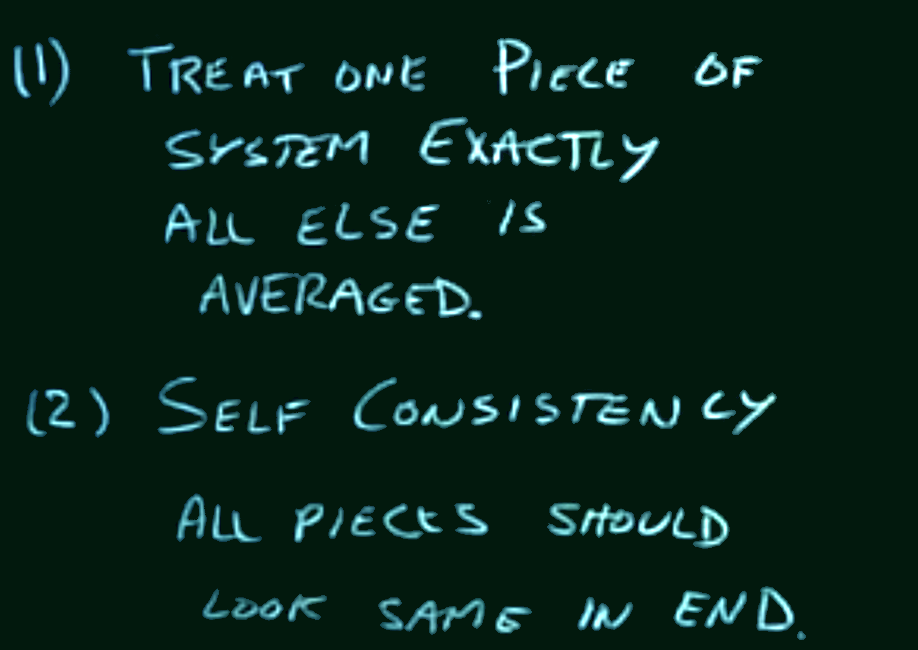 (1) TREAT ONE PIECE OF
SYSTEM EXACTLY
ALL ELSE IS
AVERAGED.
(2) SELF CONSISTENCY
ALL PIECES SHOULD
LOOK SAME IN END.